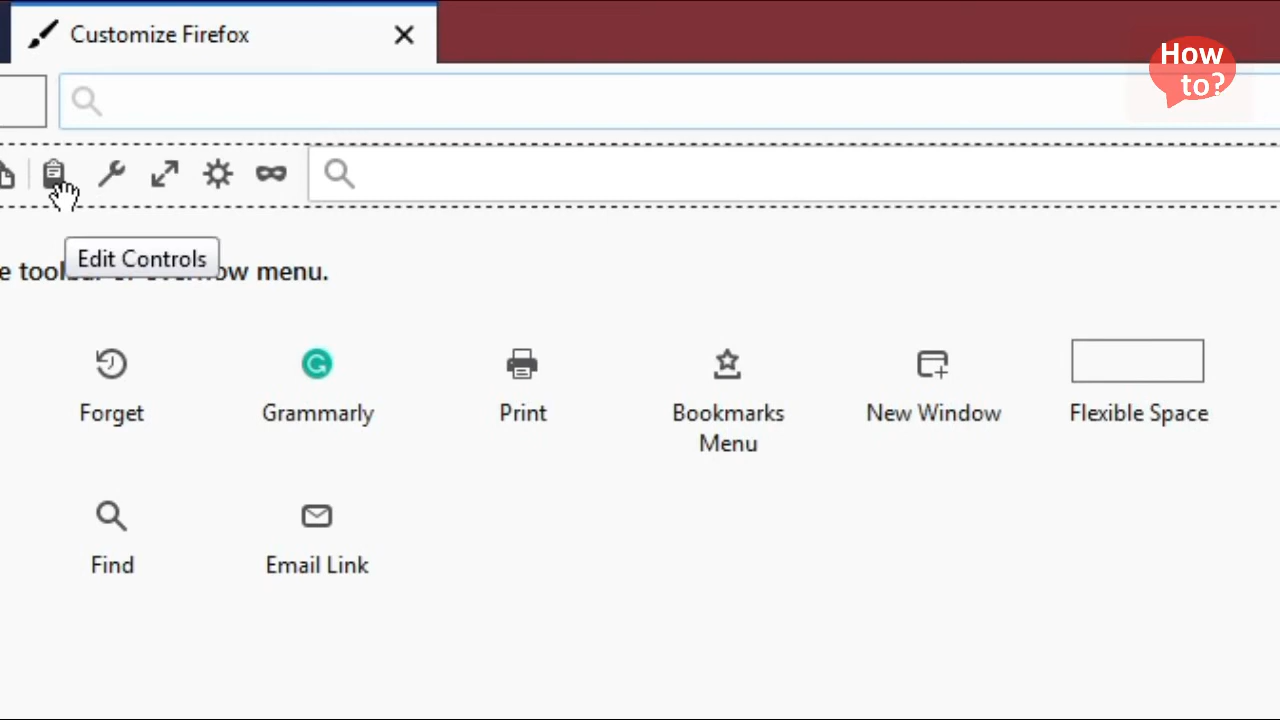 Customize Firefox
How
to?
Edit Controls
menu.
Forget
Grammarly
Print
Bookmarks
Menu
New Window
Flexible Space
Find
Email Link